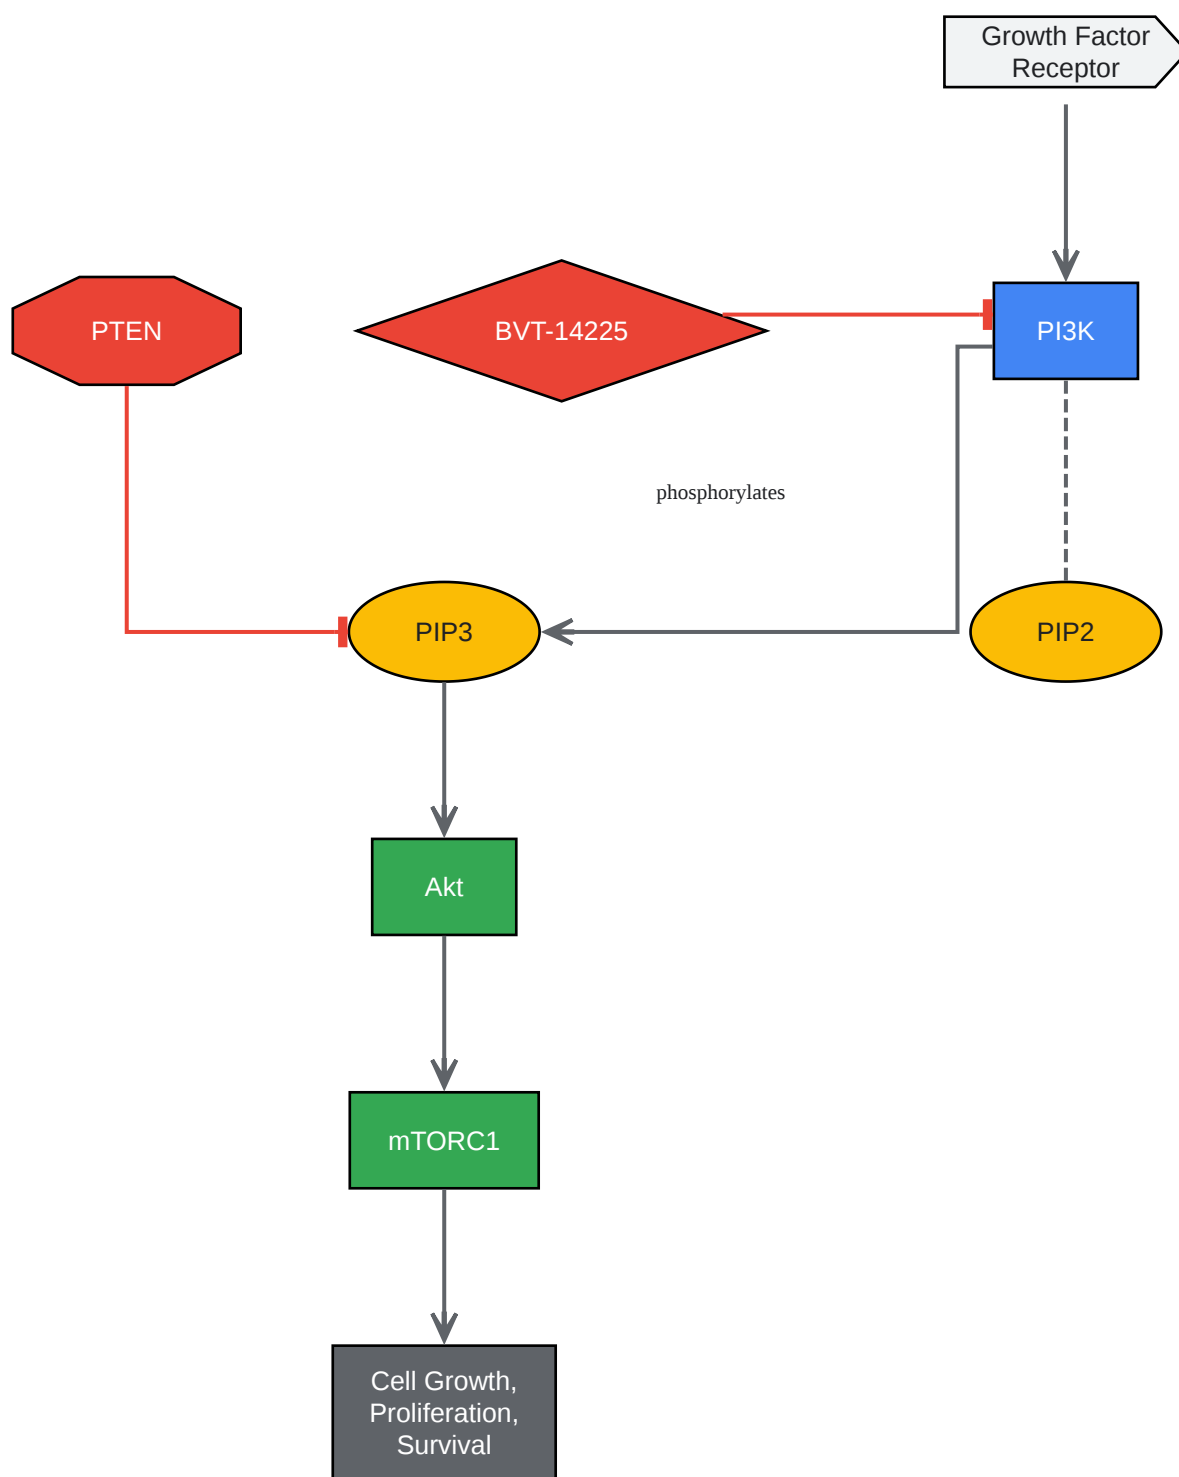 Growth Factor
Receptor
PTEN
BVT-14225
PI3K
phosphorylates
PIP3
PIP2
Akt
mTORC1
Cell Growth,
Proliferation,
Survival